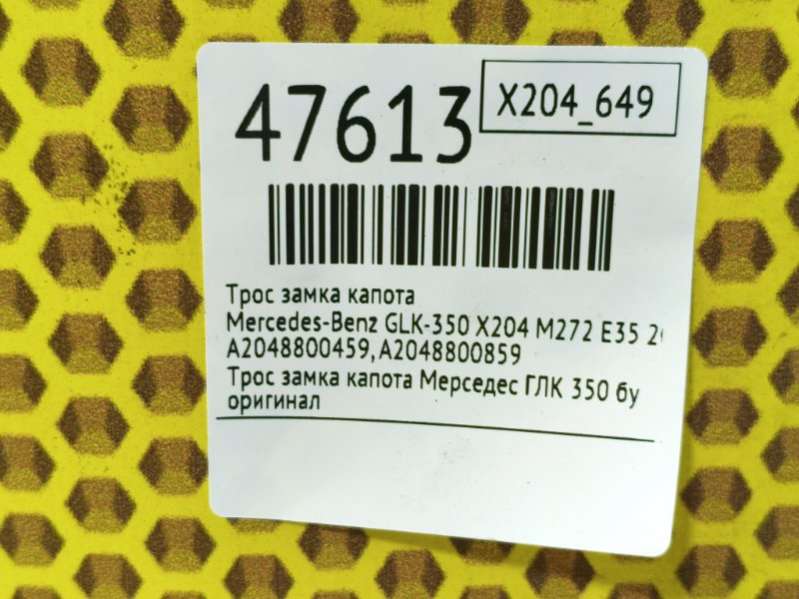 47613
X204_649
Трос замка капота
Mercedes-Benz GLK-350 X204 M272 E35
A2048800459,A2048800859
Трос замка капота Мерседес ГЛК 350 бу
оригинал